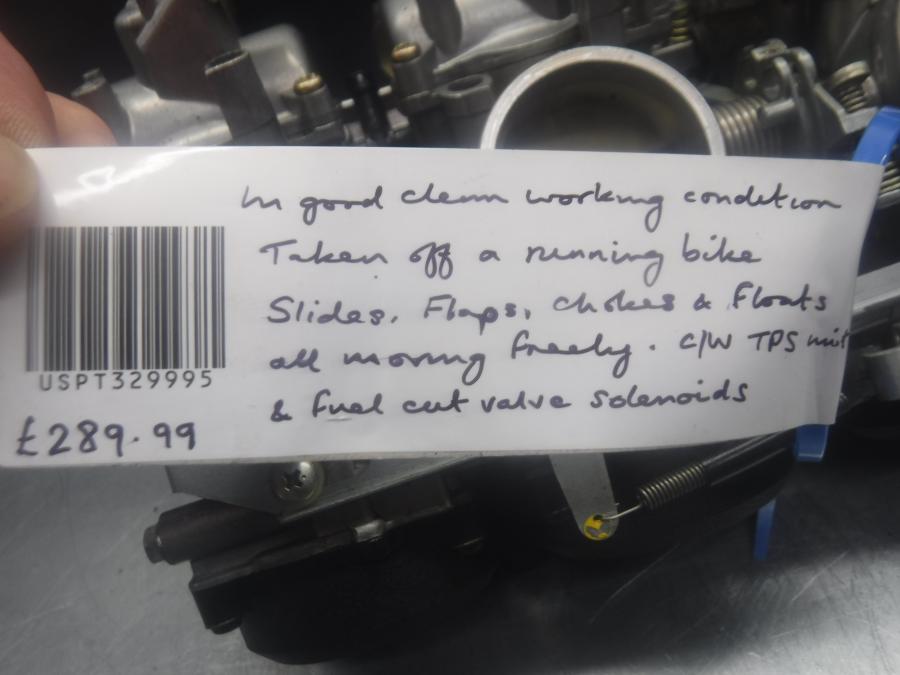 In good clean working condition
Taken off a running bike
Slides, Flaps, chokes & Floats
all moving freely. C/W TPS unit
& fuel cut valve solenoids
USPT329995
£289.99